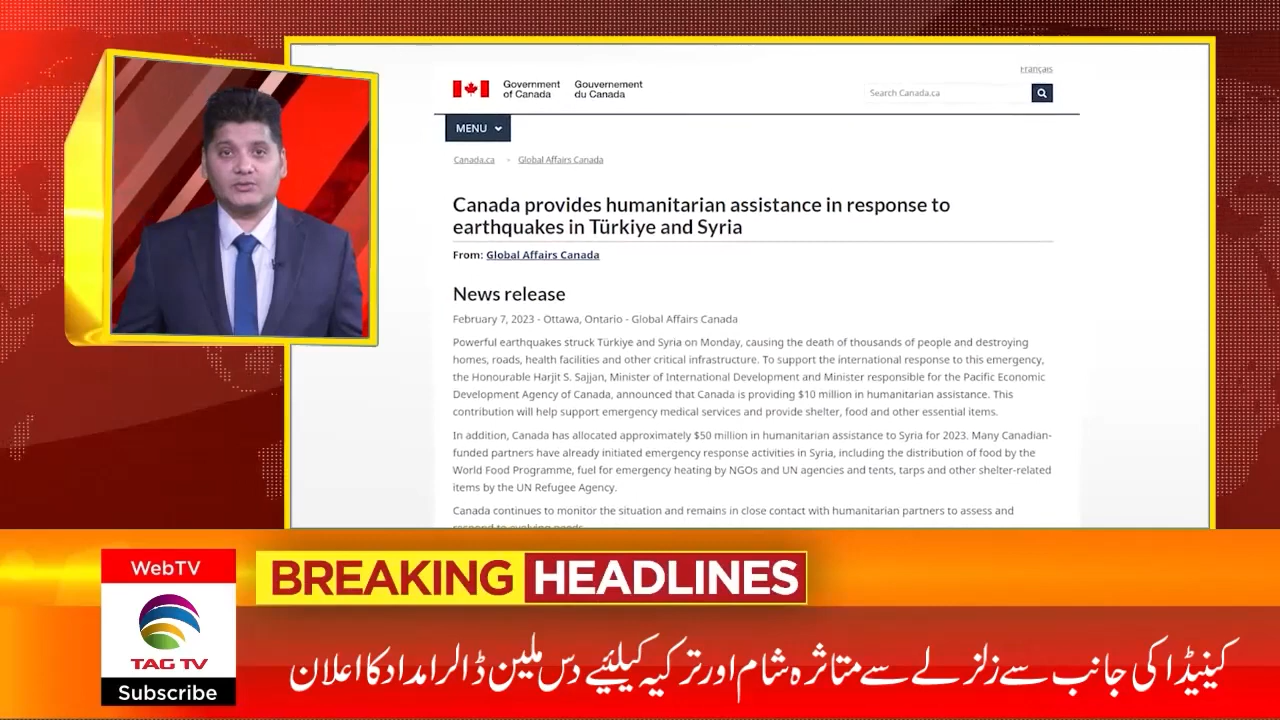 Français
Government of Canada
Gouvernement du Canada
Search Canada.ca
MENU
Canada.ca
Global Affairs Canada
Canada provides humanitarian assistance in response to
earthquakes in Türkiye and Syria
From: Global Affairs Canada
News release
February 7, 2023 - Ottawa, Ontario - Global Affairs Canada
Powerful earthquakes struck Türkiye and Syria on Monday, causing the death of thousands of people and destroying
homes, roads, health facilities and other critical infrastructure. To support the international response to this emergency,
the Honourable Harjit S. Sajjan, Minister of International Development and Minister responsible for the Pacific Economic
Development Agency of Canada, announced that Canada is providing $10 million in humanitarian assistance. This
contribution will help support emergency medical services and provide shelter, food and other essential items.
In addition, Canada has allocated approximately $50 million in humanitarian assistance to Syria for 2023. Many Canadian-
funded partners have already initiated emergency response activities in Syria, including the distribution of food by the
World Food Programme, fuel for emergency heating by NGOs and UN agencies and tents, tarps and other shelter-related
items by the UN Refugee Agency.
Canada continues to monitor the situation and remains in close contact with humanitarian partners to assess and
respond to evolving needs.
WebTV
TAG TV
Subscribe
BREAKING HEADLINES
کینیڈا کی جانب سے زلزلے سے متاثرہ شام اور ترکیہ کیلئیے دس ملین ڈالر امداد کا اعلان